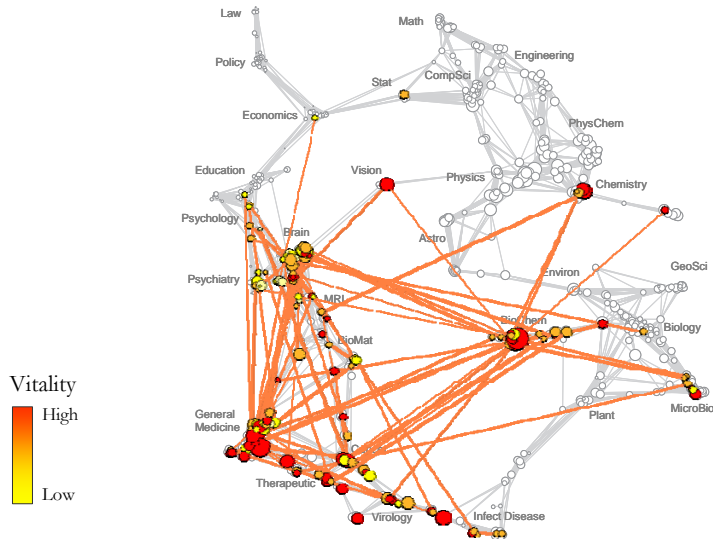 Law
Math
Policy
Engineering
CompSci
Stat
Economics
PhysChem
Education
Vision
Physics
Chemistry
Psychology
Brain
Astro
GeoSci
Psychiatry
Environ
MRI
BioChem
Biology
BioMat
Vitality
High
Low
General
Medicine
Plant
MicroBio
Therapeutic
Virology
Infect Disease